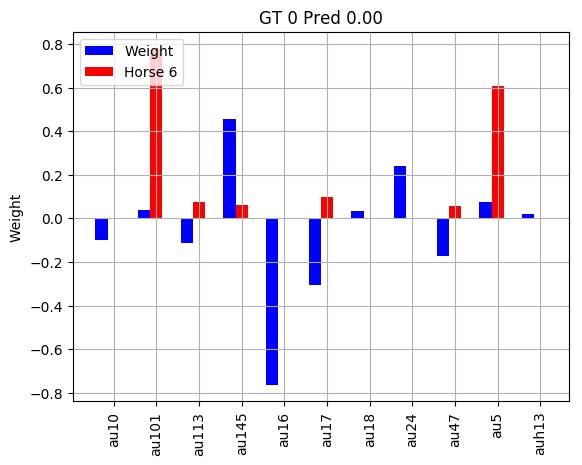 GT 0 Pred 0.00
Weight
Horse 6
Weight
0.8
0.6
0.4
0.2
0.0
−0.2
−0.4
−0.6
−0.8
au10
au101
au113
au145
au16
au17
au18
au24
au47
au5
auh13